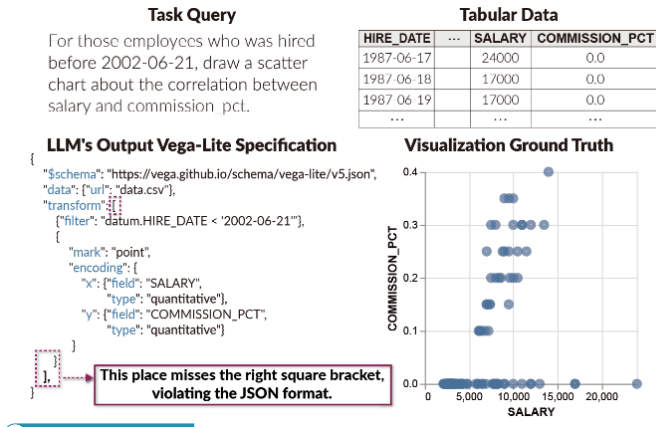 Task Query
For those employees who was hired
before 2002-06-21, draw a scatter
chart about the correlation between
salary and commission_pct.
Tabular Data
HIRE_DATE ... SALARY COMMISSION_PCT
1987-06-17 24000 0.0
1987-06-18 17000 0.0
1987-06-19 17000 0.0
... ... ...
LLM's Output Vega-Lite Specification
{
"$schema": "https://vega.github.io/schema/vega-lite/v5.json",
"data": {"url": "data.csv"},
"transform": [
{"filter": "datum.HIRE_DATE < '2002-06-21'"},
{
"mark": "point",
"encoding": {
"x": {"field": "SALARY",
"type": "quantitative"},
"y": {"field": "COMMISSION_PCT",
"type": "quantitative"}
}
}
],
}
This place misses the right square bracket,
violating the JSON format.
Visualization Ground Truth
0.4
0.3
0.2
0.1
0.0
COMMISSION_PCT
0 5,000 10,000 15,000 20,000
SALARY